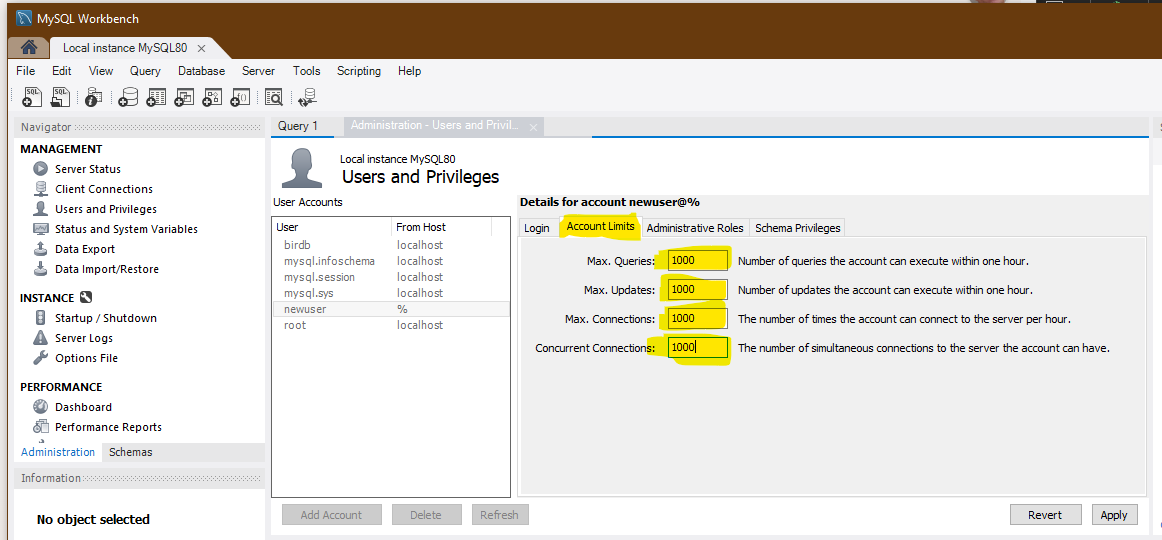 MySQL Workbench
Local instance MySQL80
File Edit View Query Database Server Tools Scripting Help
SQL SQL
Navigator
MANAGEMENT
Server Status
Client Connections
Users and Privileges
Status and System Variables
Data Export
Data Import/Restore
INSTANCE
Startup / Shutdown
Server Logs
Options File
PERFORMANCE
Dashboard
Performance Reports
Administration Schemas
Information
No object selected
Query 1 Administration - Users and Privil...
Local instance MySQL80
Users and Privileges
User Accounts
User From Host
birdb localhost
mysql.infoschema localhost
mysql.session localhost
mysql.sys localhost
newuser %
root localhost
Add Account Delete Refresh
Details for account newuser@%
Login Account Limits Administrative Roles Schema Privileges
Max. Queries: 1000 Number of queries the account can execute within one hour.
Max. Updates: 1000 Number of updates the account can execute within one hour.
Max. Connections: 1000 The number of times the account can connect to the server per hour.
Concurrent Connections: 1000 The number of simultaneous connections to the server the account can have.
Revert Apply